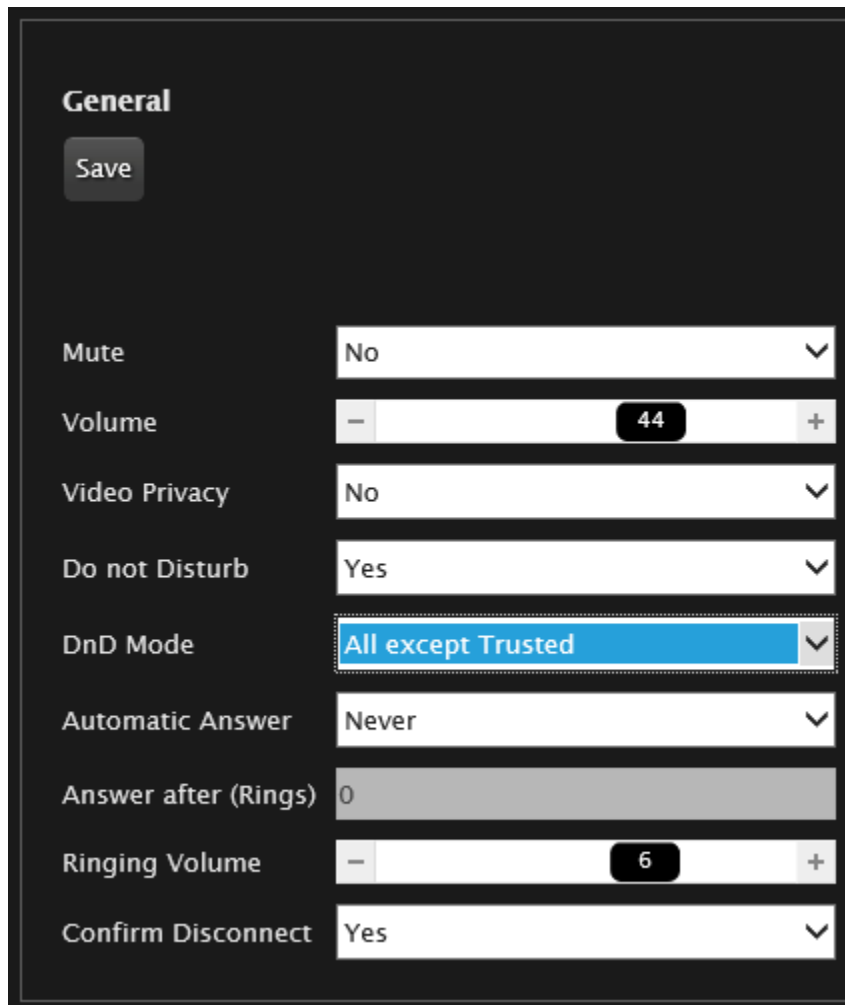 General
Save
Mute No
Volume − 44 +
Video Privacy No
Do not Disturb Yes
DnD Mode All except Trusted
Automatic Answer Never
Answer after (Rings) 0
Ringing Volume − 6 +
Confirm Disconnect Yes